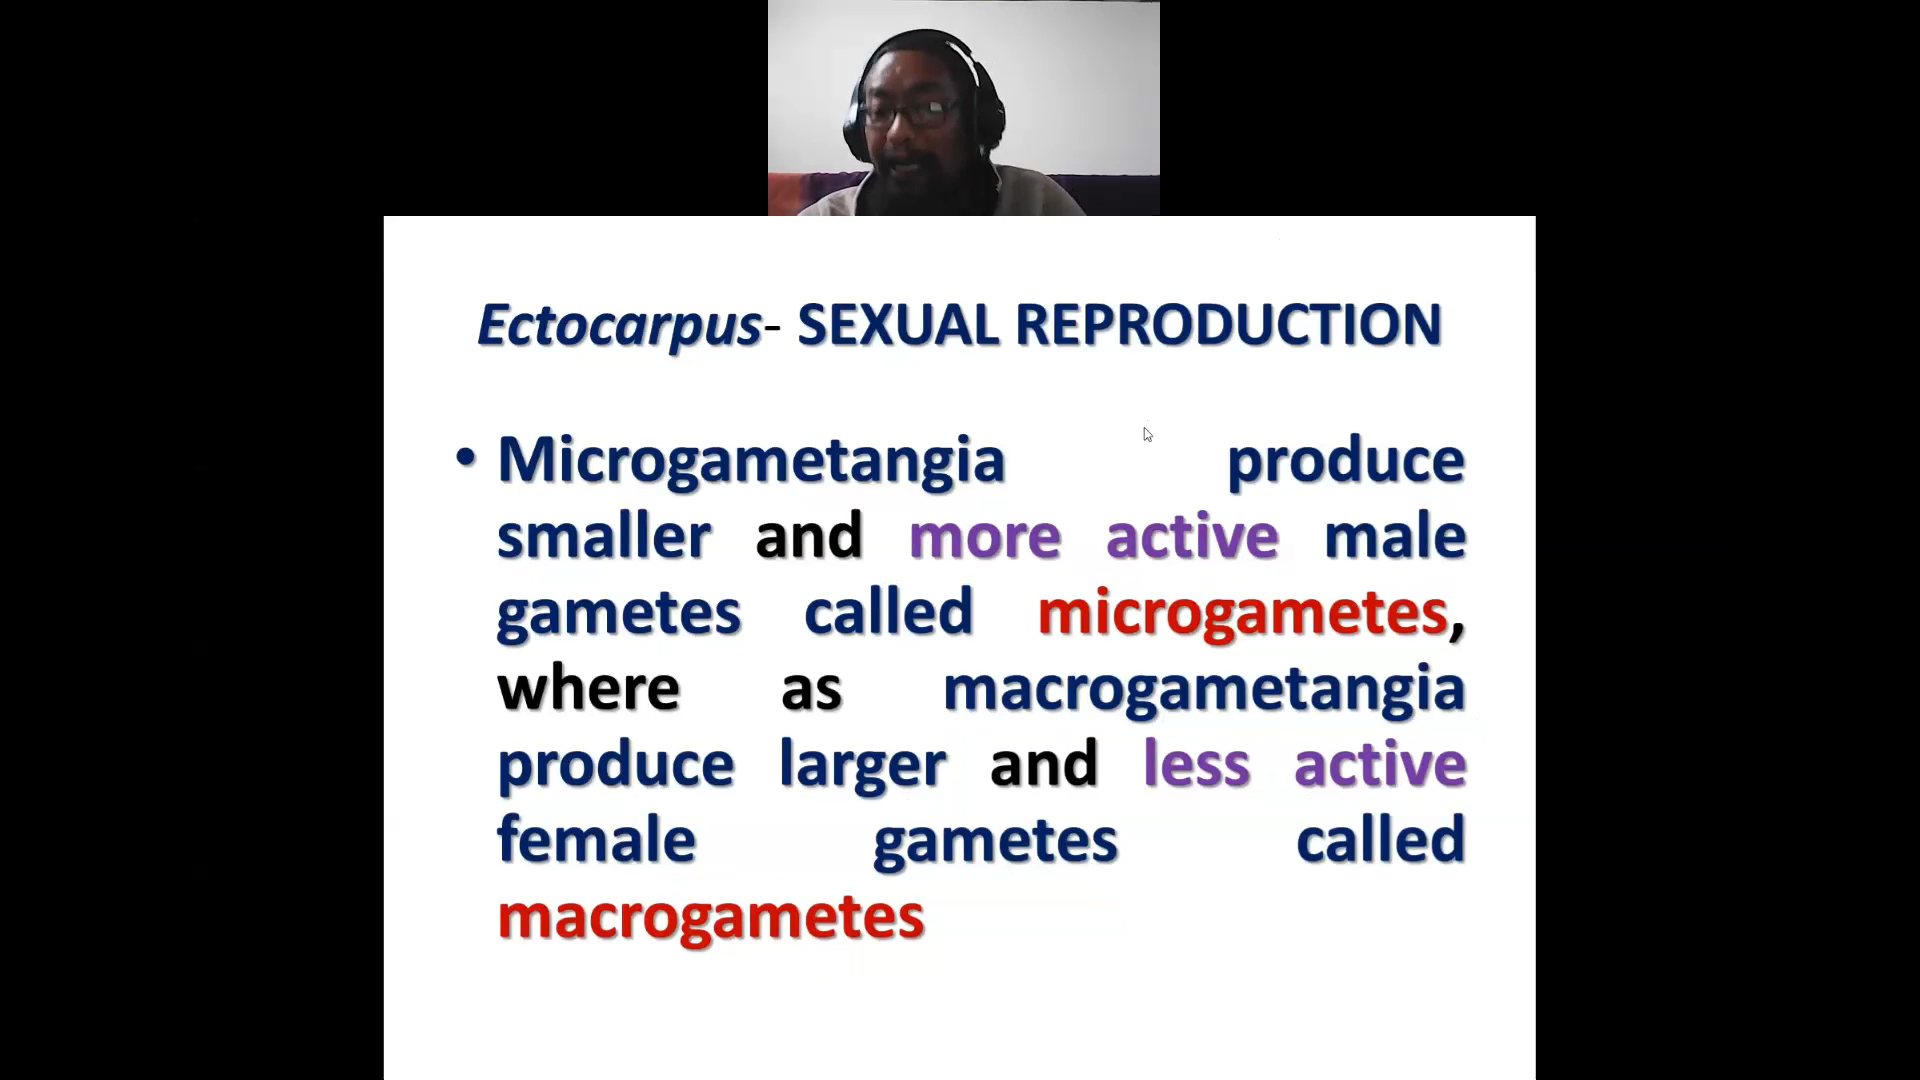 Ectocarpus- SEXUAL REPRODUCTION
• Microgametangia produce
smaller and more active male
gametes called microgametes,
where as macrogametangia
produce larger and less active
female gametes called
macrogametes